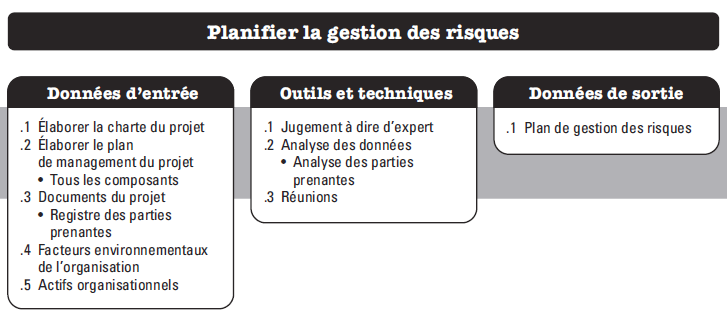 Planifier la gestion des risques
Données d'entrée
.1 Élaborer la charte du projet
.2 Élaborer le plan
de management du projet
• Tous les composants
.3 Documents du projet
• Registre des parties
prenantes
.4 Facteurs environnementaux
de l'organisation
.5 Actifs organisationnels
Outils et techniques
.1 Jugement à dire d'expert
.2 Analyse des données
• Analyse des parties
prenantes
.3 Réunions
Données de sortie
.1 Plan de gestion des risques